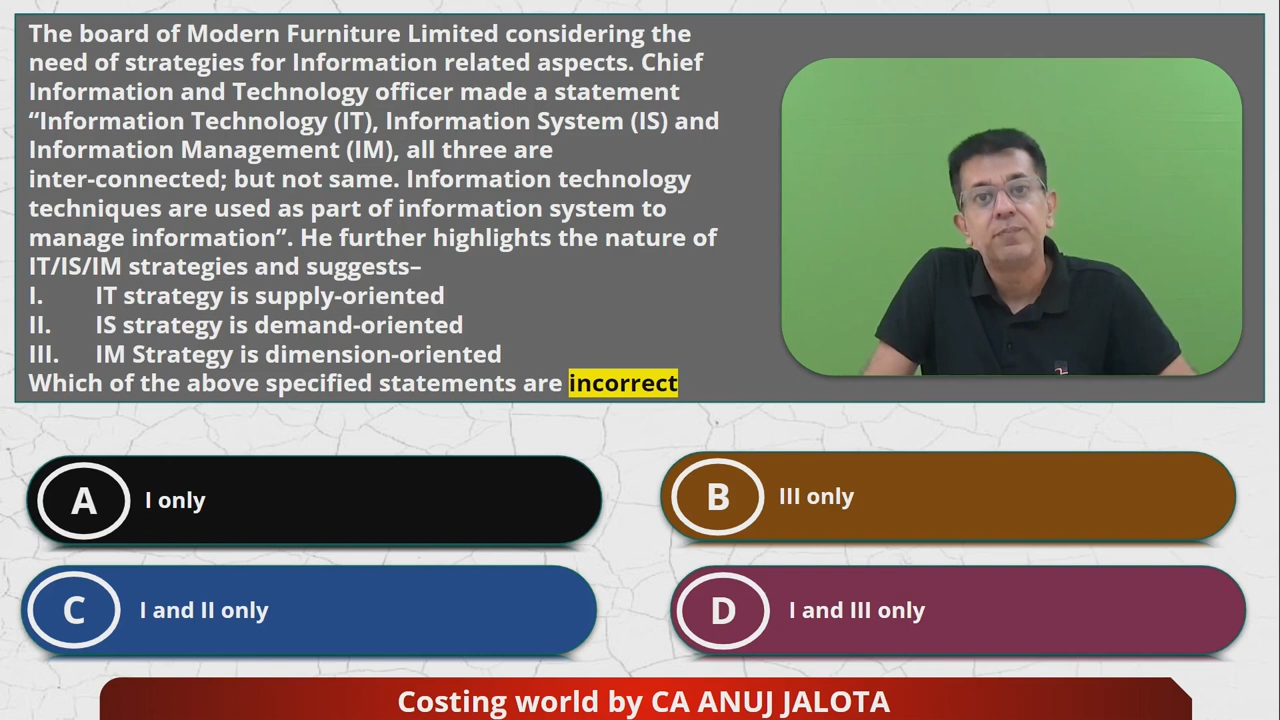 The board of Modern Furniture Limited considering the
need of strategies for Information related aspects. Chief
Information and Technology officer made a statement
“Information Technology (IT), Information System (IS) and
Information Management (IM), all three are
inter-connected; but not same. Information technology
techniques are used as part of information system to
manage information”. He further highlights the nature of
IT/IS/IM strategies and suggests–
I. IT strategy is supply-oriented
II. IS strategy is demand-oriented
III. IM Strategy is dimension-oriented
Which of the above specified statements are incorrect
A I only
B III only
C I and II only
D I and III only
Costing world by CA ANUJ JALOTA